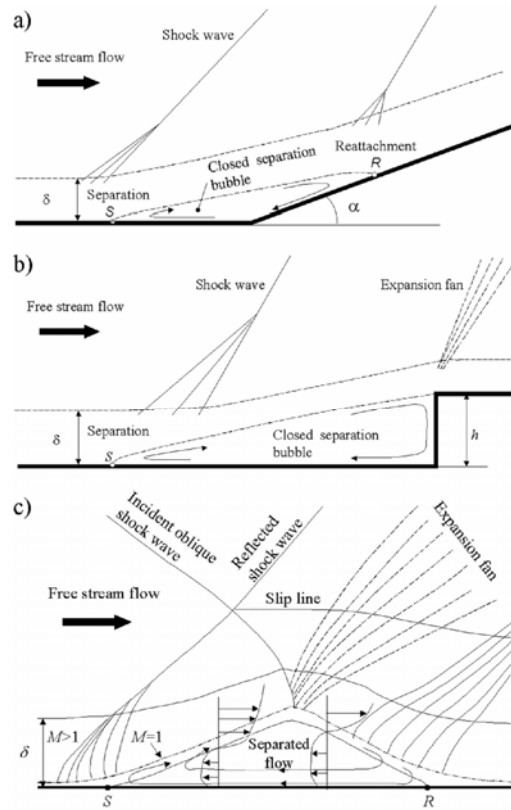 a)
Free stream flow
Shock wave
Reattachment
R
Closed separation
bubble
Separation
δ
S
α
b)
Free stream flow
Shock wave
Expansion fan
δ
Separation
S
Closed separation
bubble
h
c)
Incident oblique
shock wave
Reflected
shock wave
Expansion fan
Free stream flow
Slip line
δ
M>1
M=1
Separated
flow
S
R